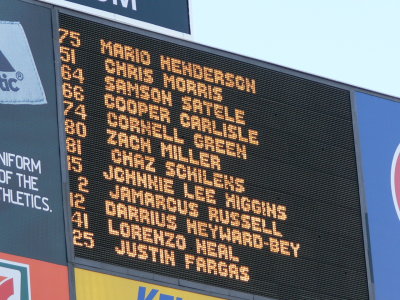 75 MARIO HENDERSON
51 CHRIS MORRIS
64 SAMSON SATELE
66 COOPER CARLISLE
74 CORNELL GREEN
80 ZACH MILLER
81 CHAZ SCHILENS
15 JOHNNIE LEE HIGGINS
2 JAMARCUS RUSSELL
12 DARRIUS HEYWARD-BEY
41 LORENZO NEAL
25 JUSTIN FARGAS
tic
NIFORM
OF THE
THLETICS.